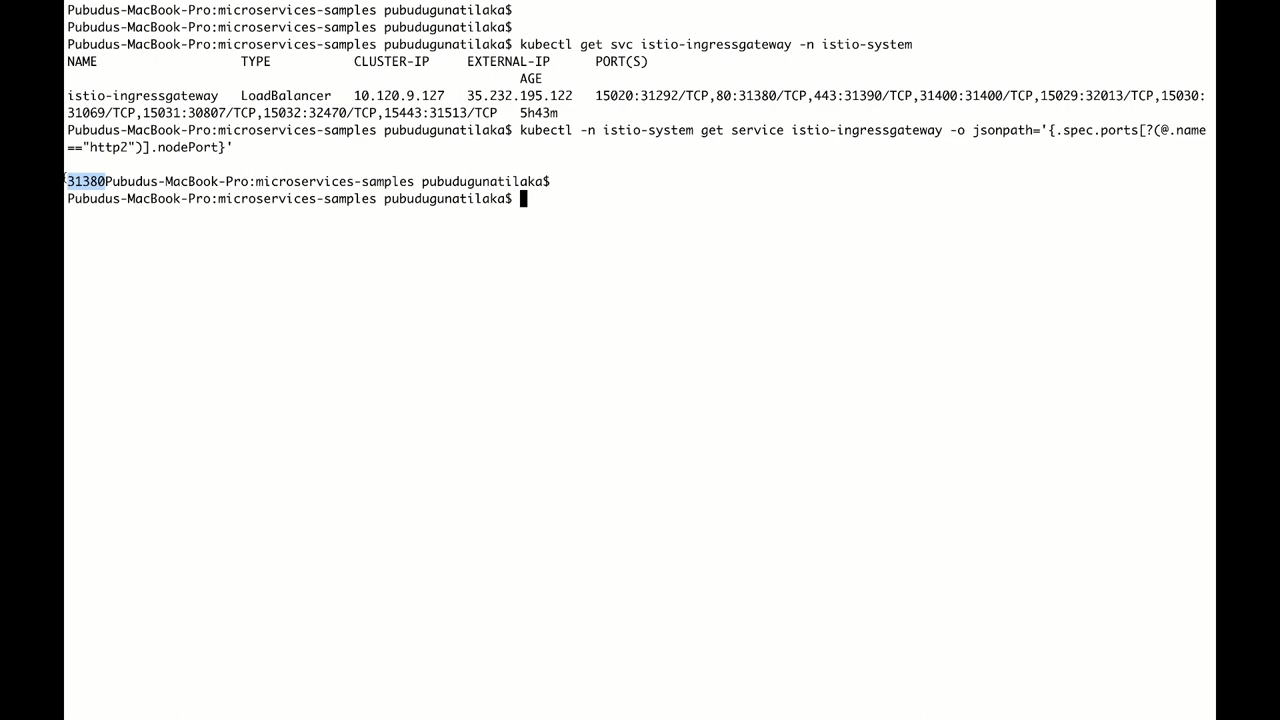 Pubudus-MacBook-Pro:microservices-samples pubudugunatilaka$
Pubudus-MacBook-Pro:microservices-samples pubudugunatilaka$
Pubudus-MacBook-Pro:microservices-samples pubudugunatilaka$ kubectl get svc istio-ingressgateway -n istio-system
NAME                   TYPE           CLUSTER-IP     EXTERNAL-IP      PORT(S)
AGE
istio-ingressgateway   LoadBalancer   10.120.9.127   35.232.195.122   15020:31292/TCP,80:31380/TCP,443:31390/TCP,31400:31400/TCP,15029:32013/TCP,15030:
31069/TCP,15031:30807/TCP,15032:32470/TCP,15443:31513/TCP   5h43m
Pubudus-MacBook-Pro:microservices-samples pubudugunatilaka$ kubectl -n istio-system get service istio-ingressgateway -o jsonpath='{.spec.ports[?(@.name
=="http2")].nodePort}'
31380Pubudus-MacBook-Pro:microservices-samples pubudugunatilaka$
Pubudus-MacBook-Pro:microservices-samples pubudugunatilaka$